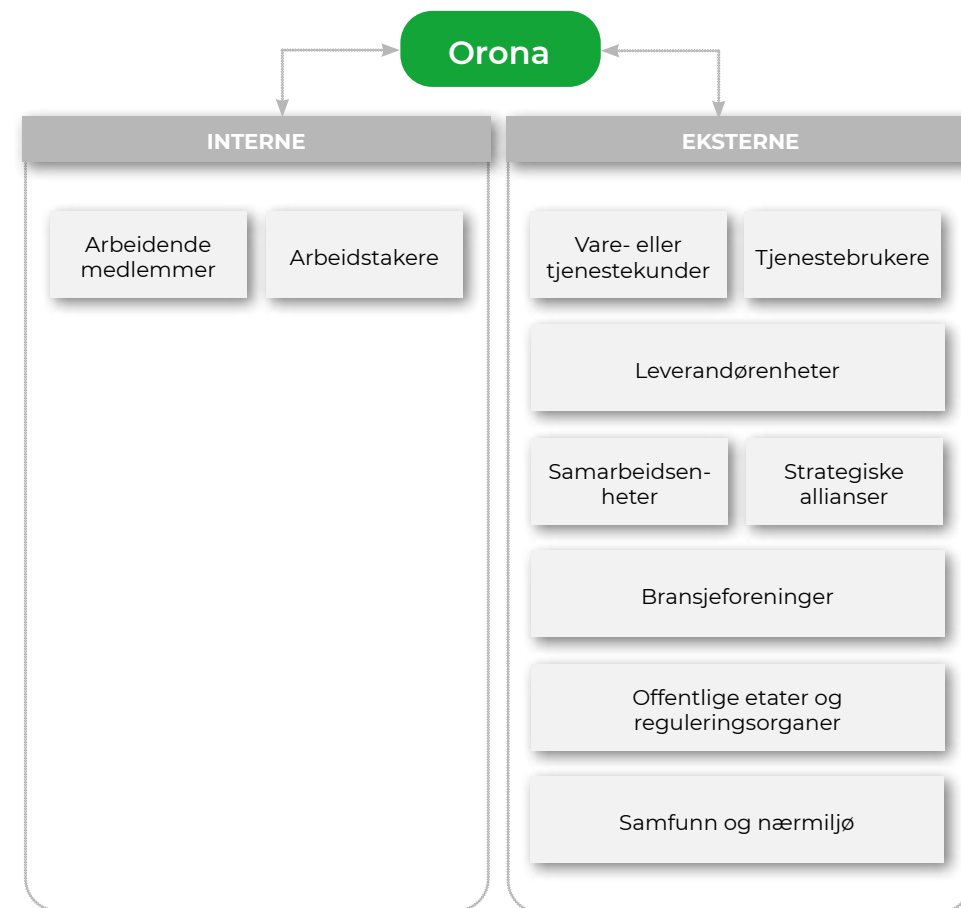 Orona
INTERNE
Arbeidende
medlemmer
Arbeidstakere
EKSTERNE
Vare- eller
tjenestekunder
Tjenestebrukere
Leverandørenheter
Samarbeidsen-
heter
Strategiske
allianser
Bransjeforeninger
Offentlige etater og
reguleringsorganer
Samfunn og nærmiljø